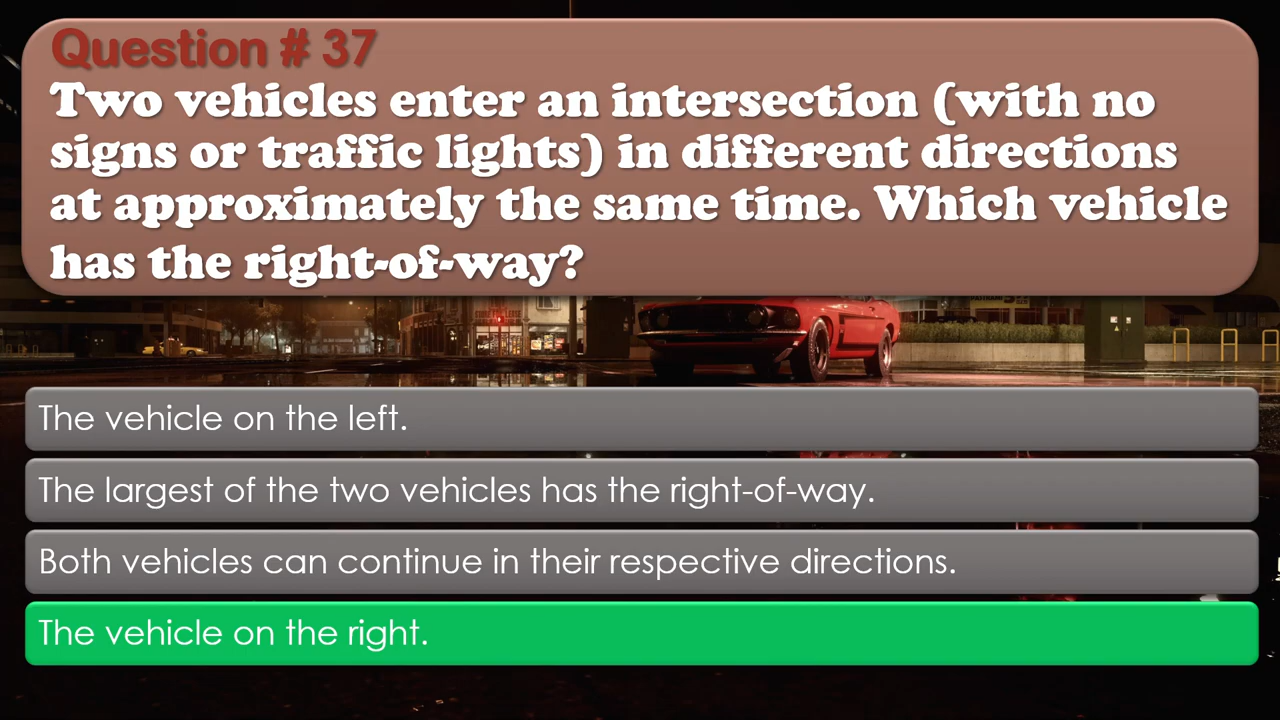 Question # 37
Two vehicles enter an intersection (with no
signs or traffic lights) in different directions
at approximately the same time. Which vehicle
has the right-of-way?
The vehicle on the left.
The largest of the two vehicles has the right-of-way.
Both vehicles can continue in their respective directions.
The vehicle on the right.